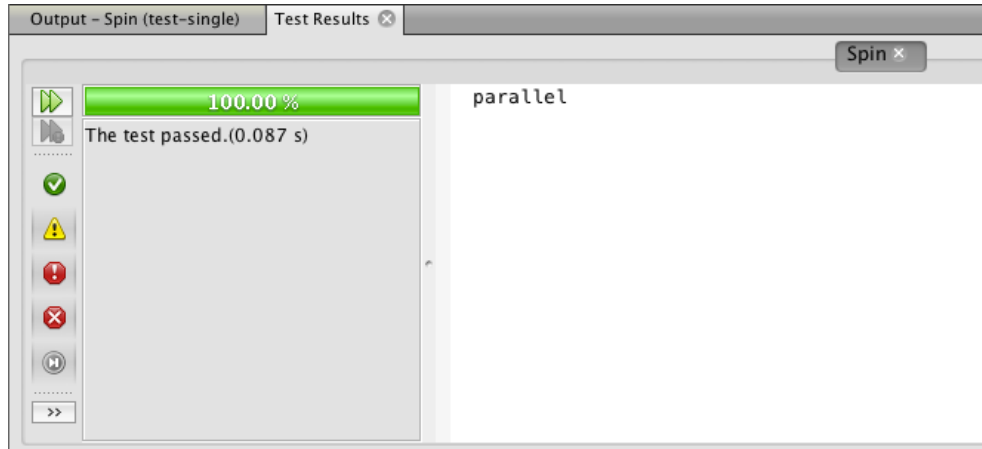 Output – Spin (test-single)
Test Results
Spin
100.00 %
parallel
The test passed.(0.087 s)
>>